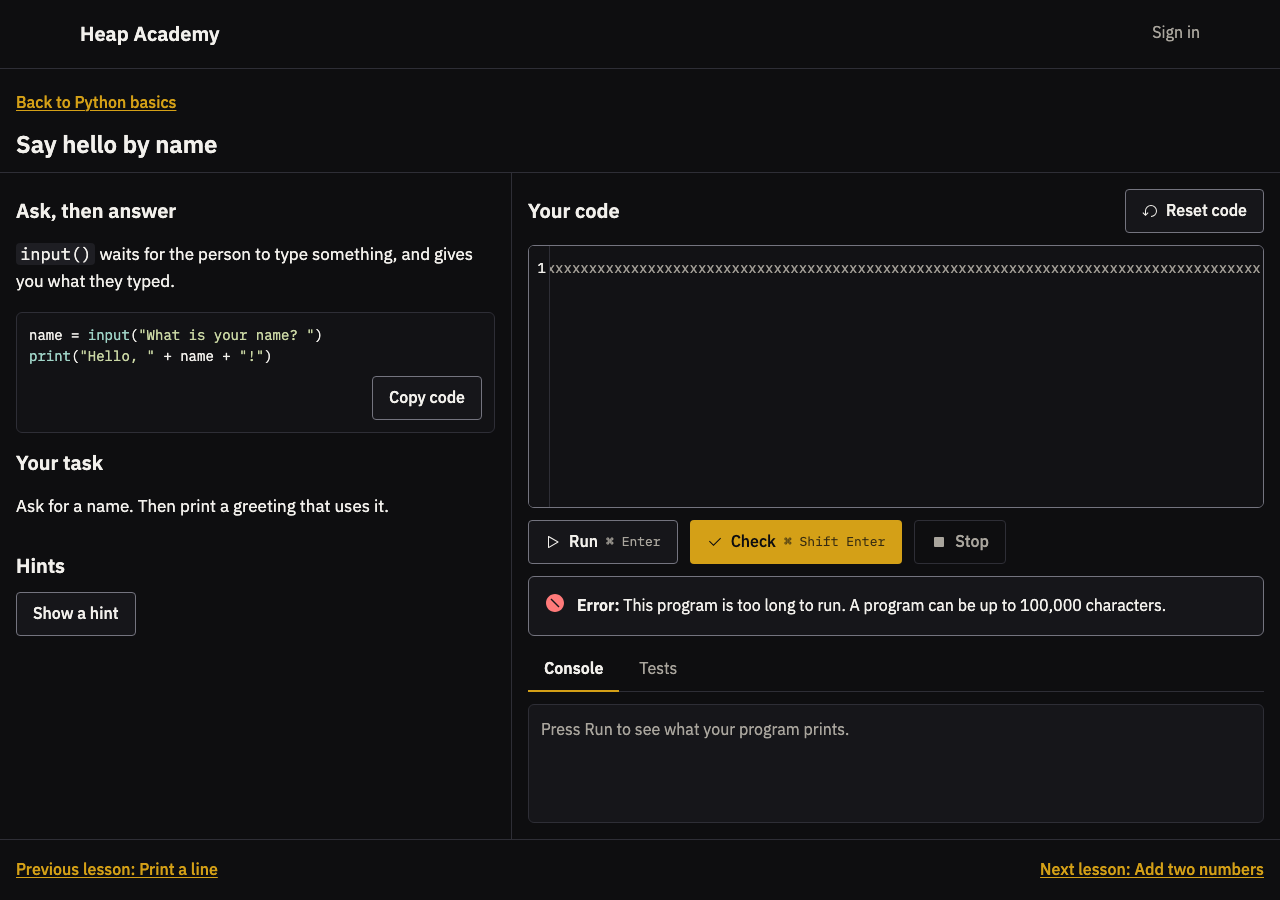 Heap Academy
Sign in
Back to Python basics
Say hello by name
Ask, then answer
input() waits for the person to type something, and gives
you what they typed.
name = input("What is your name? ")
print("Hello, " + name + "!")
Copy code
Your task
Ask for a name. Then print a greeting that uses it.
Hints
Show a hint
Your code
Reset code
1
Run ⌘ Enter
Check ⌘ Shift Enter
Stop
Error: This program is too long to run. A program can be up to 100,000 characters.
Console
Tests
Press Run to see what your program prints.
Previous lesson: Print a line
Next lesson: Add two numbers